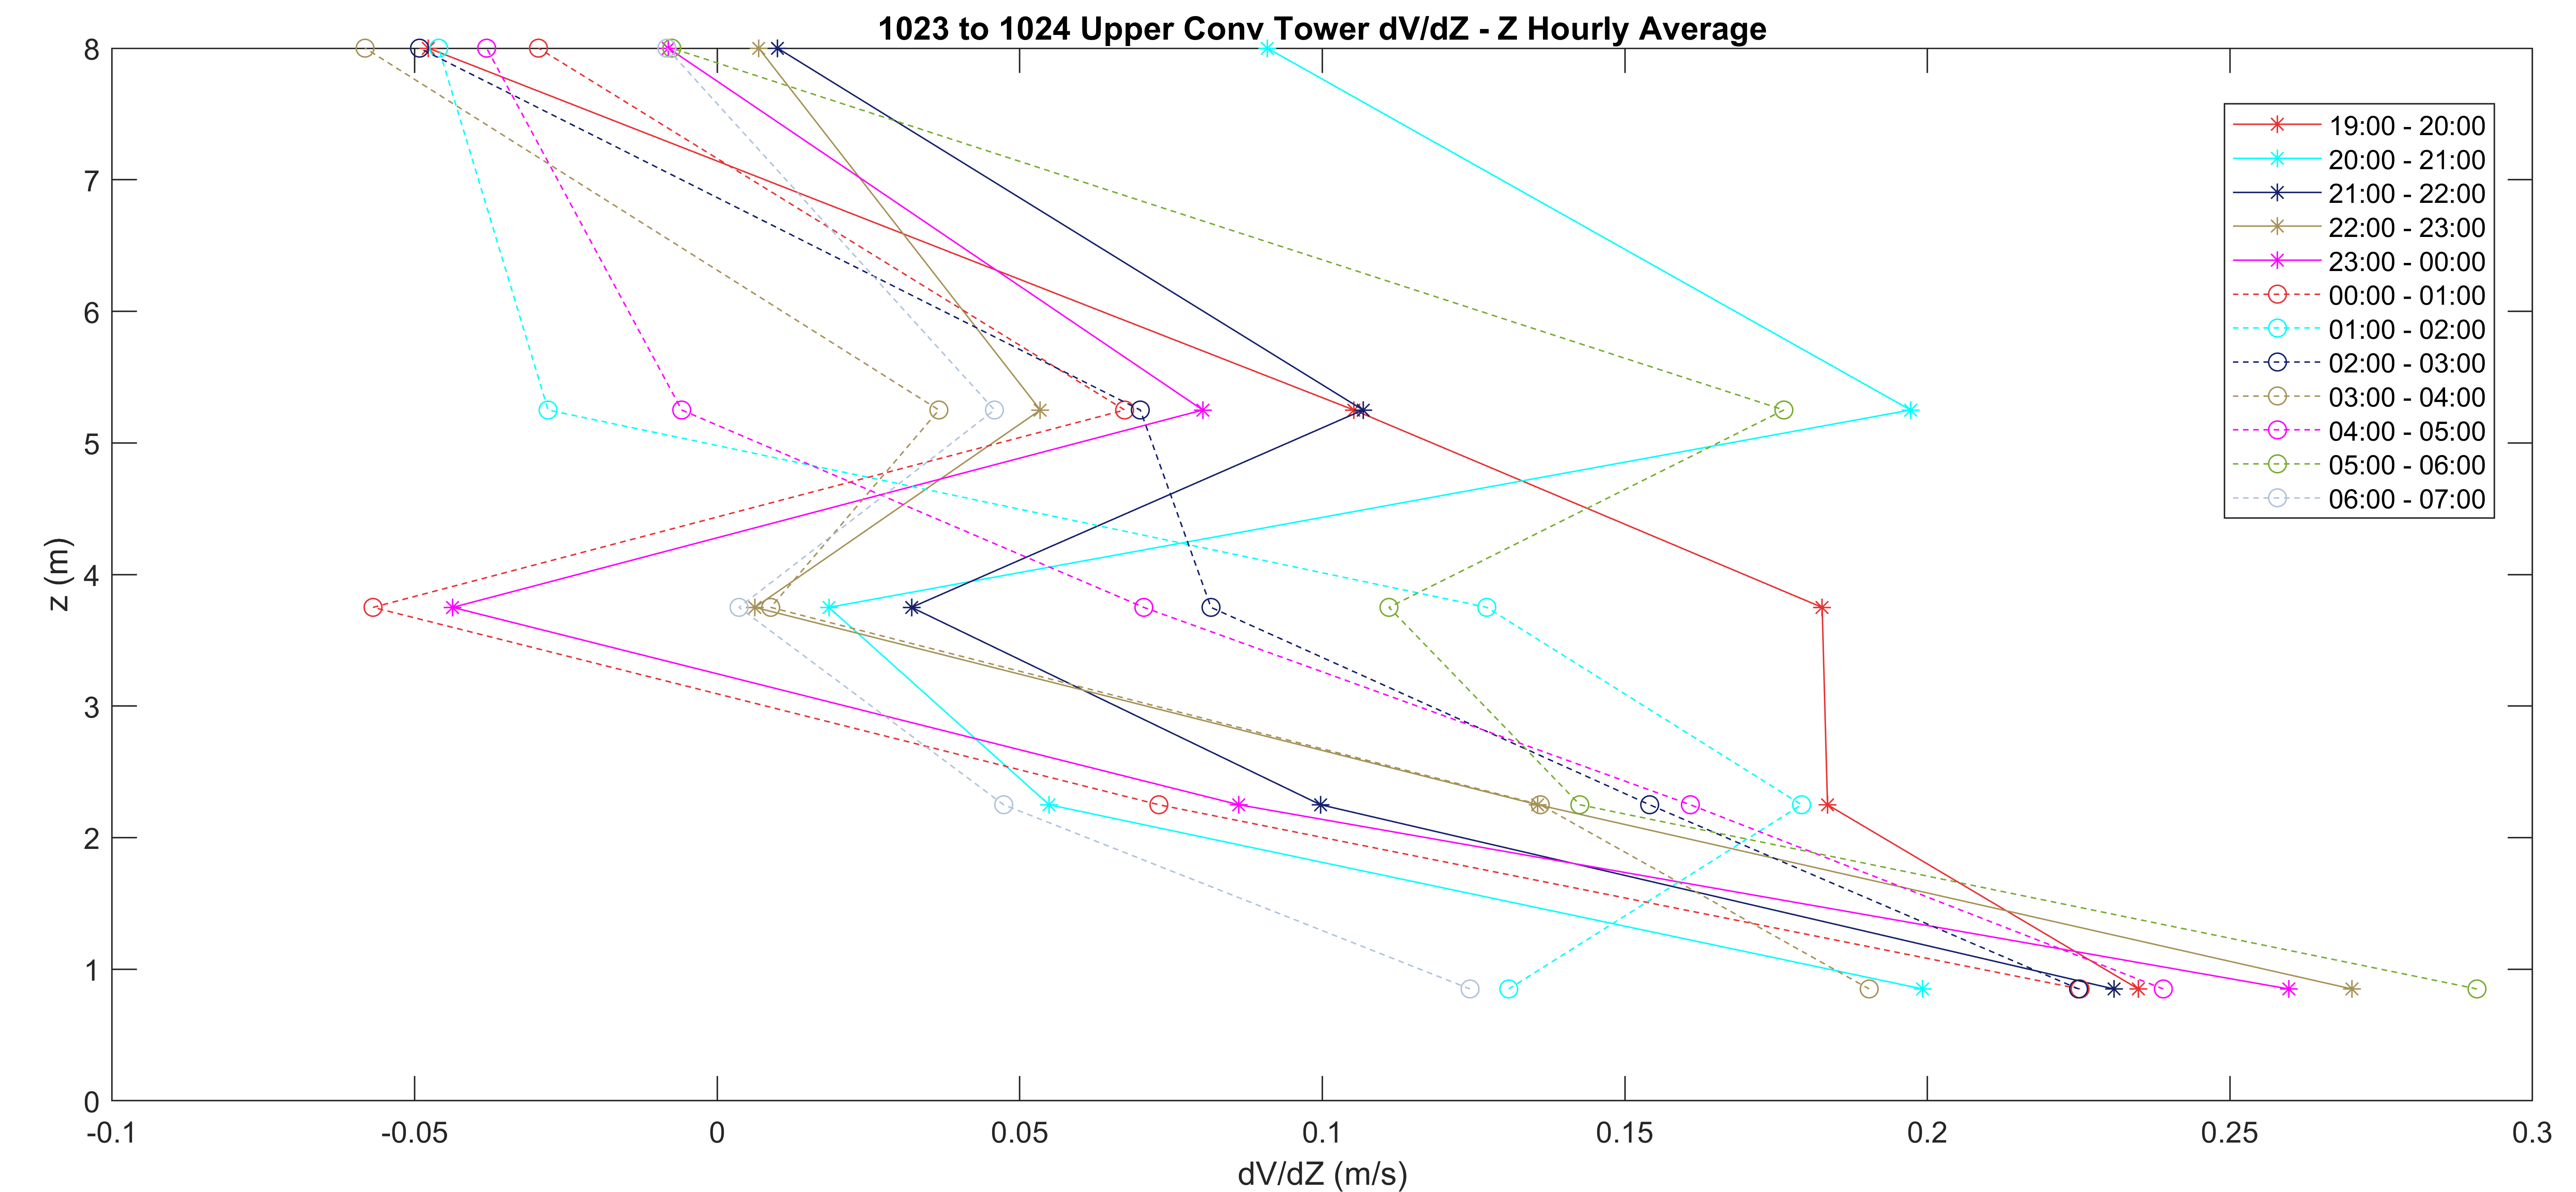 1023 to 1024 Upper Conv Tower dV/dZ - Z Hourly Average
8
7
6
5
4
3
2
1
0
z (m)
19:00 - 20:00
20:00 - 21:00
21:00 - 22:00
22:00 - 23:00
23:00 - 00:00
00:00 - 01:00
01:00 - 02:00
02:00 - 03:00
03:00 - 04:00
04:00 - 05:00
05:00 - 06:00
06:00 - 07:00
-0.1 -0.05 0 0.05 0.1 0.15 0.2 0.25 0.3
dV/dZ (m/s)